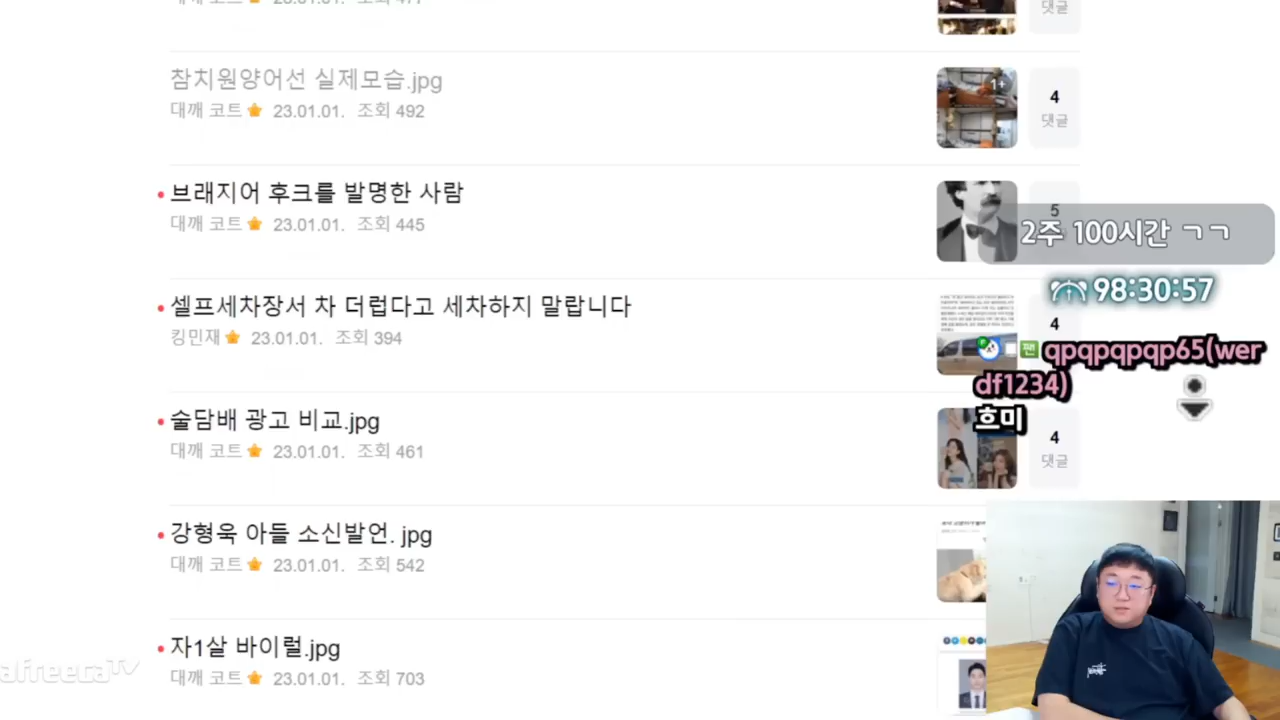 댓글
참치원양어선 실제모습.jpg
대깨 코트 23.01.01. 조회 492
1+
4
댓글
브래지어 후크를 발명한 사람
대깨 코트 23.01.01. 조회 445
5
2주 100시간 ㄱㄱ
98:30:57
셀프세차장서 차 더럽다고 세차하지 말랍니다
킹민재 23.01.01. 조회 394
4
팬 qpqpqpqp65(wer
df1234)
흐미
술담배 광고 비교.jpg
대깨 코트 23.01.01. 조회 461
4
댓글
강형욱 아들 소신발언. jpg
대깨 코트 23.01.01. 조회 542
자1살 바이럴.jpg
대깨 코트 23.01.01. 조회 703
afreecaTV